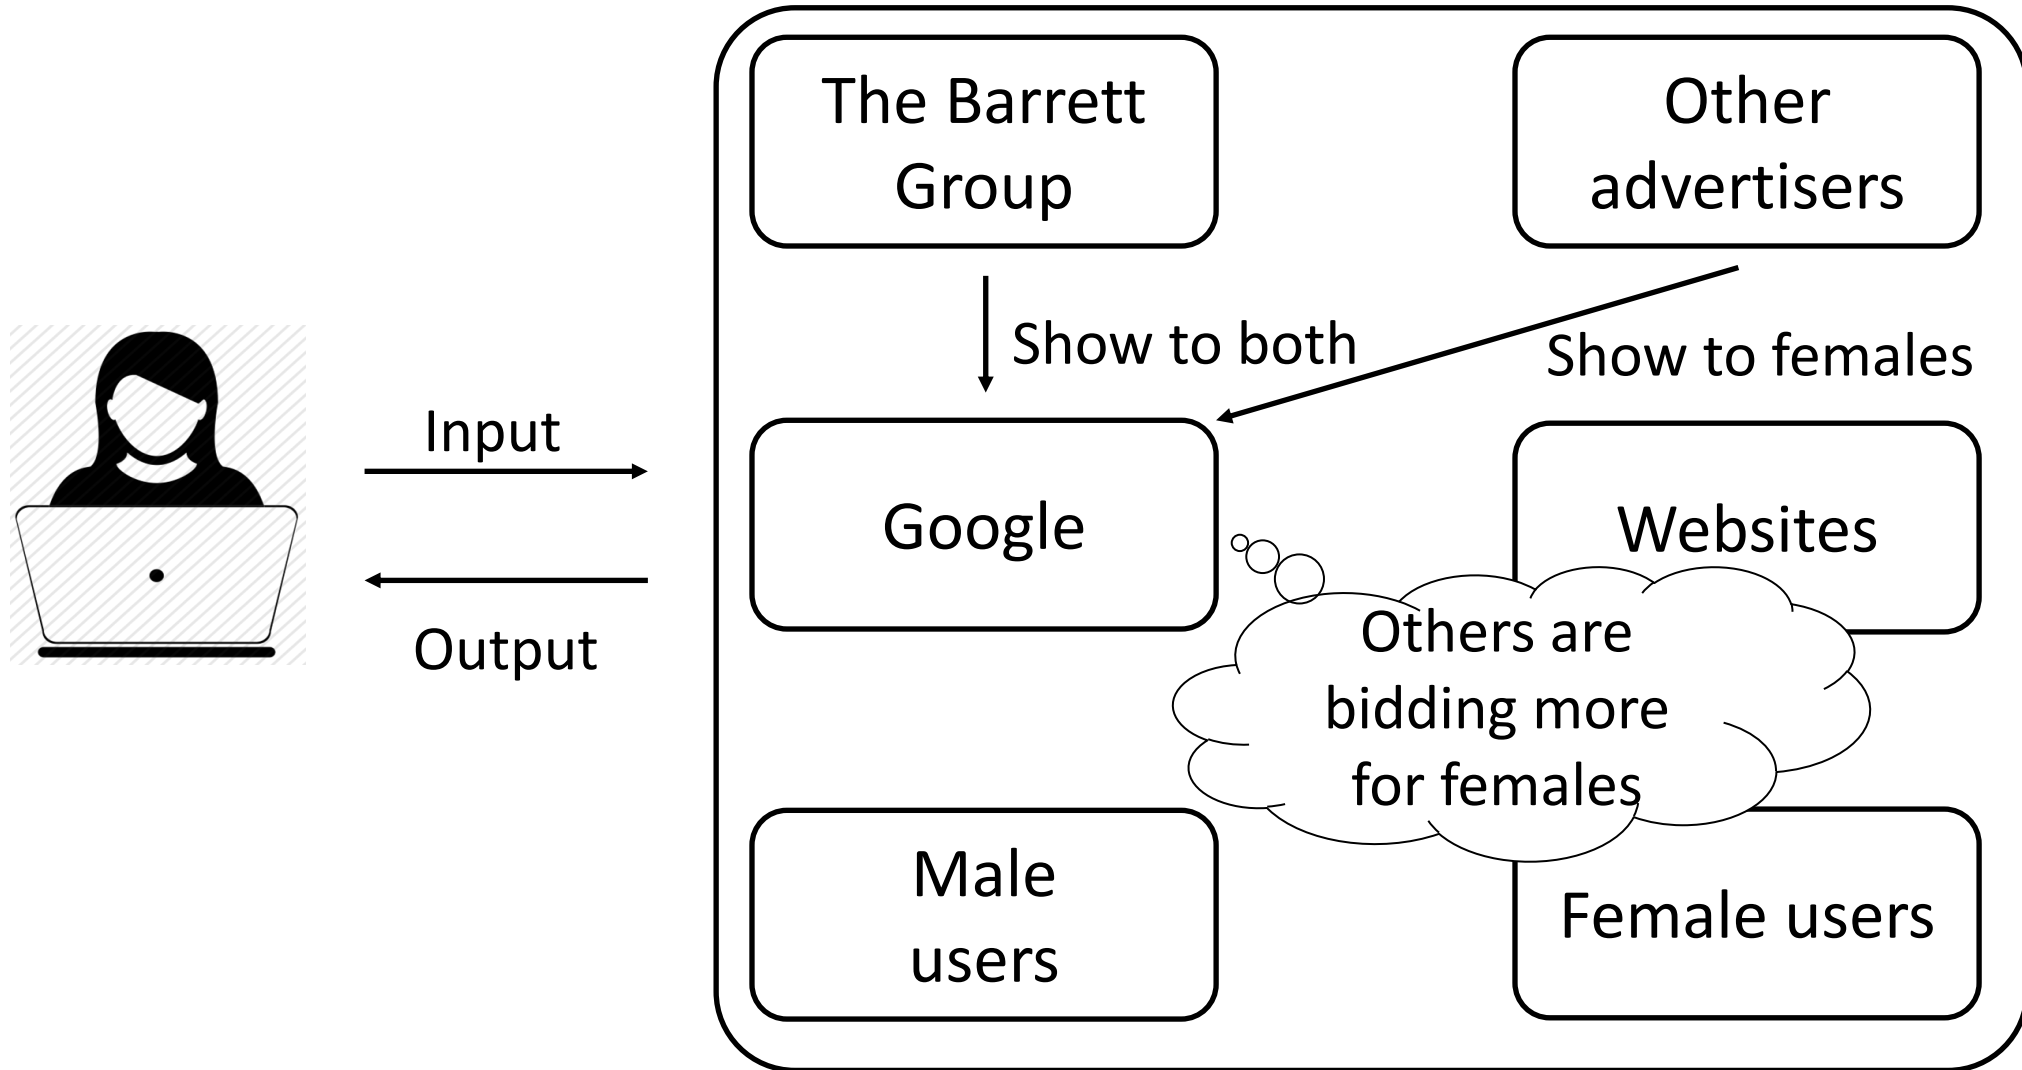 The Barrett
Group
Other
advertisers
Show to both
Show to females
Input
Google
Websites
Output
Others are
bidding more
for females
Male
users
Female users